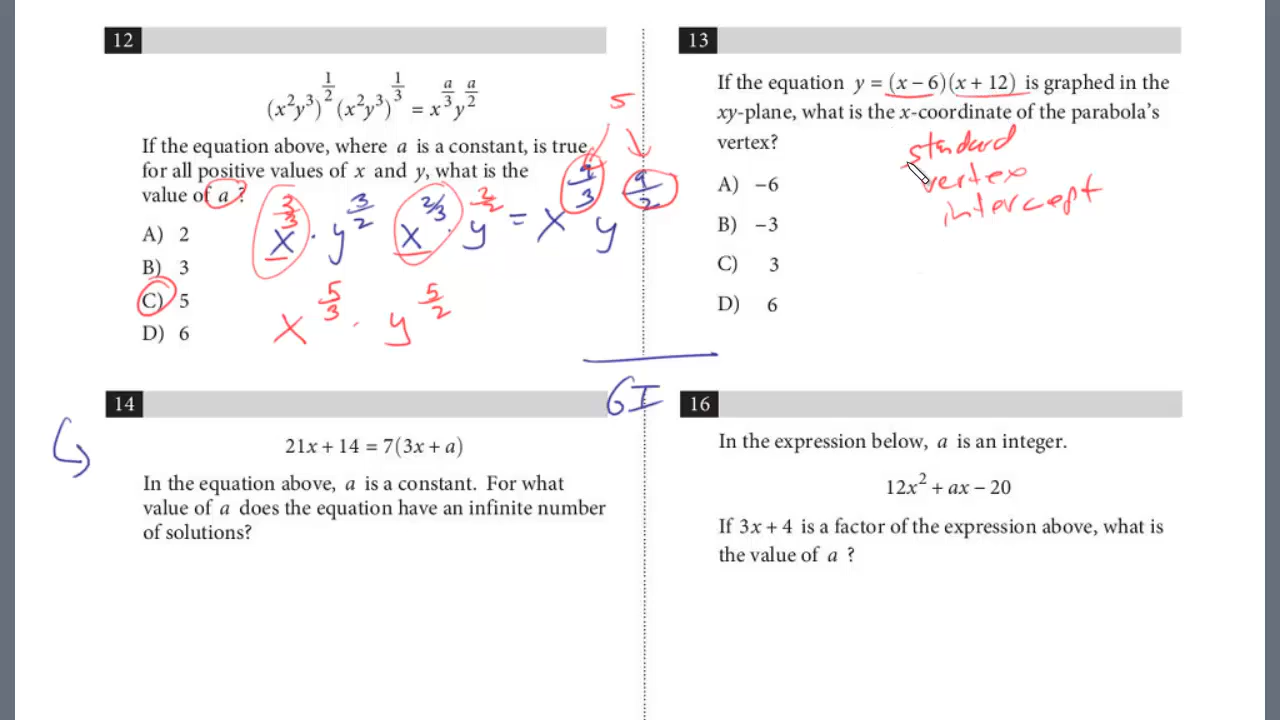 12
(x²y³)^(1/2) (x²y³)^(1/3) = x^(a/3) y^(a/2)
If the equation above, where a is a constant, is true
for all positive values of x and y, what is the
value of a ?
A) 2
B) 3
C) 5
D) 6
x^(3/3) · y^(3/2) x^(2/3) · y^(2/2) = x^(a/3) y^(a/2)
5
x^(5/3) · y^(5/2)
13
If the equation y = (x − 6)(x + 12) is graphed in the
xy-plane, what is the x-coordinate of the parabola's
vertex?
standard
vertex
intercept
A) −6
B) −3
C) 3
D) 6
GI
14
21x + 14 = 7(3x + a)
In the equation above, a is a constant. For what
value of a does the equation have an infinite number
of solutions?
16
In the expression below, a is an integer.
12x² + ax − 20
If 3x + 4 is a factor of the expression above, what is
the value of a ?